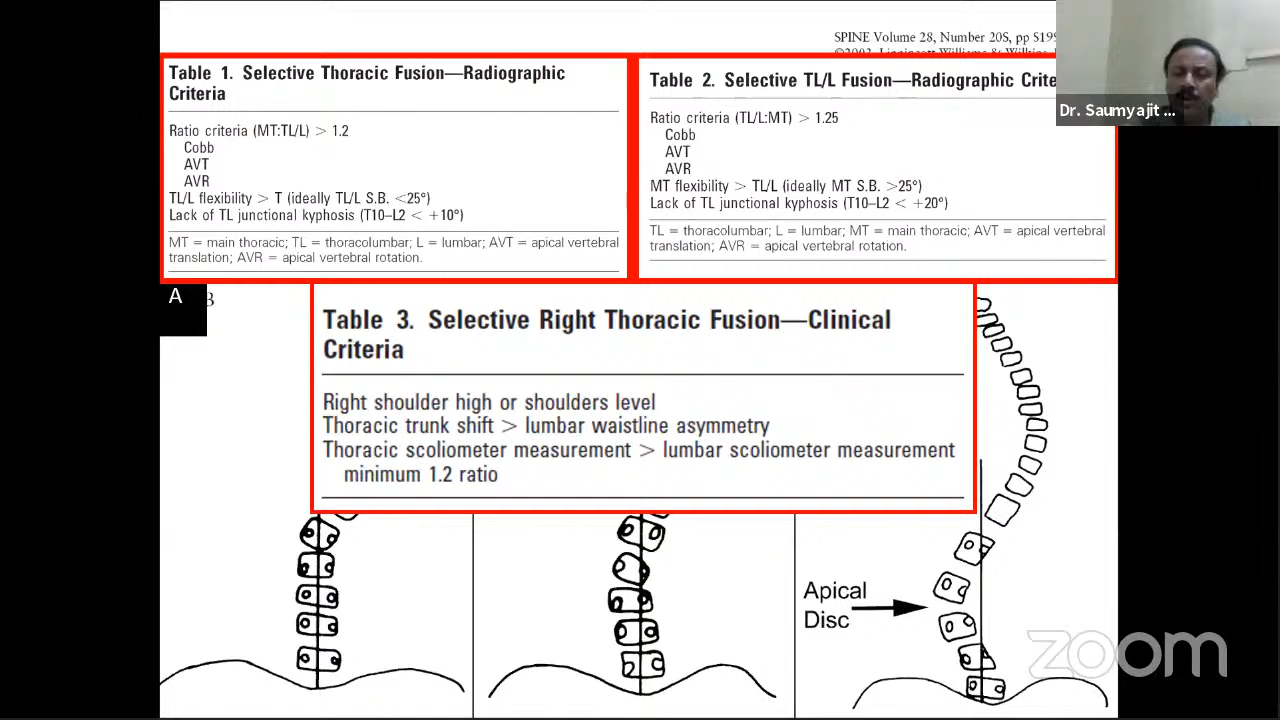 SPINE Volume 28, Number 20S, pp
Table 1. Selective Thoracic Fusion—Radiographic
Criteria
Ratio criteria (MT:TL/L) > 1.2
Cobb
AVT
AVR
TL/L flexibility > T (ideally TL/L S.B. <25°)
Lack of TL junctional kyphosis (T10–L2 < +10°)
MT = main thoracic; TL = thoracolumbar; L = lumbar; AVT = apical vertebral
translation; AVR = apical vertebral rotation.
Table 2. Selective TL/L Fusion—Radiographic
Ratio criteria (TL/L:MT) > 1.25
Cobb
AVT
AVR
MT flexibility > TL/L (ideally MT S.B. >25°)
Lack of TL junctional kyphosis (T10–L2 < +20°)
TL = thoracolumbar; L = lumbar; MT = main thoracic; AVT = apical vertebral
translation; AVR = apical vertebral rotation.
Dr. Saumyajit ...
A
Table 3. Selective Right Thoracic Fusion—Clinical
Criteria
Right shoulder high or shoulders level
Thoracic trunk shift > lumbar waistline asymmetry
Thoracic scoliometer measurement > lumbar scoliometer measurement
minimum 1.2 ratio
Apical
Disc
zoom